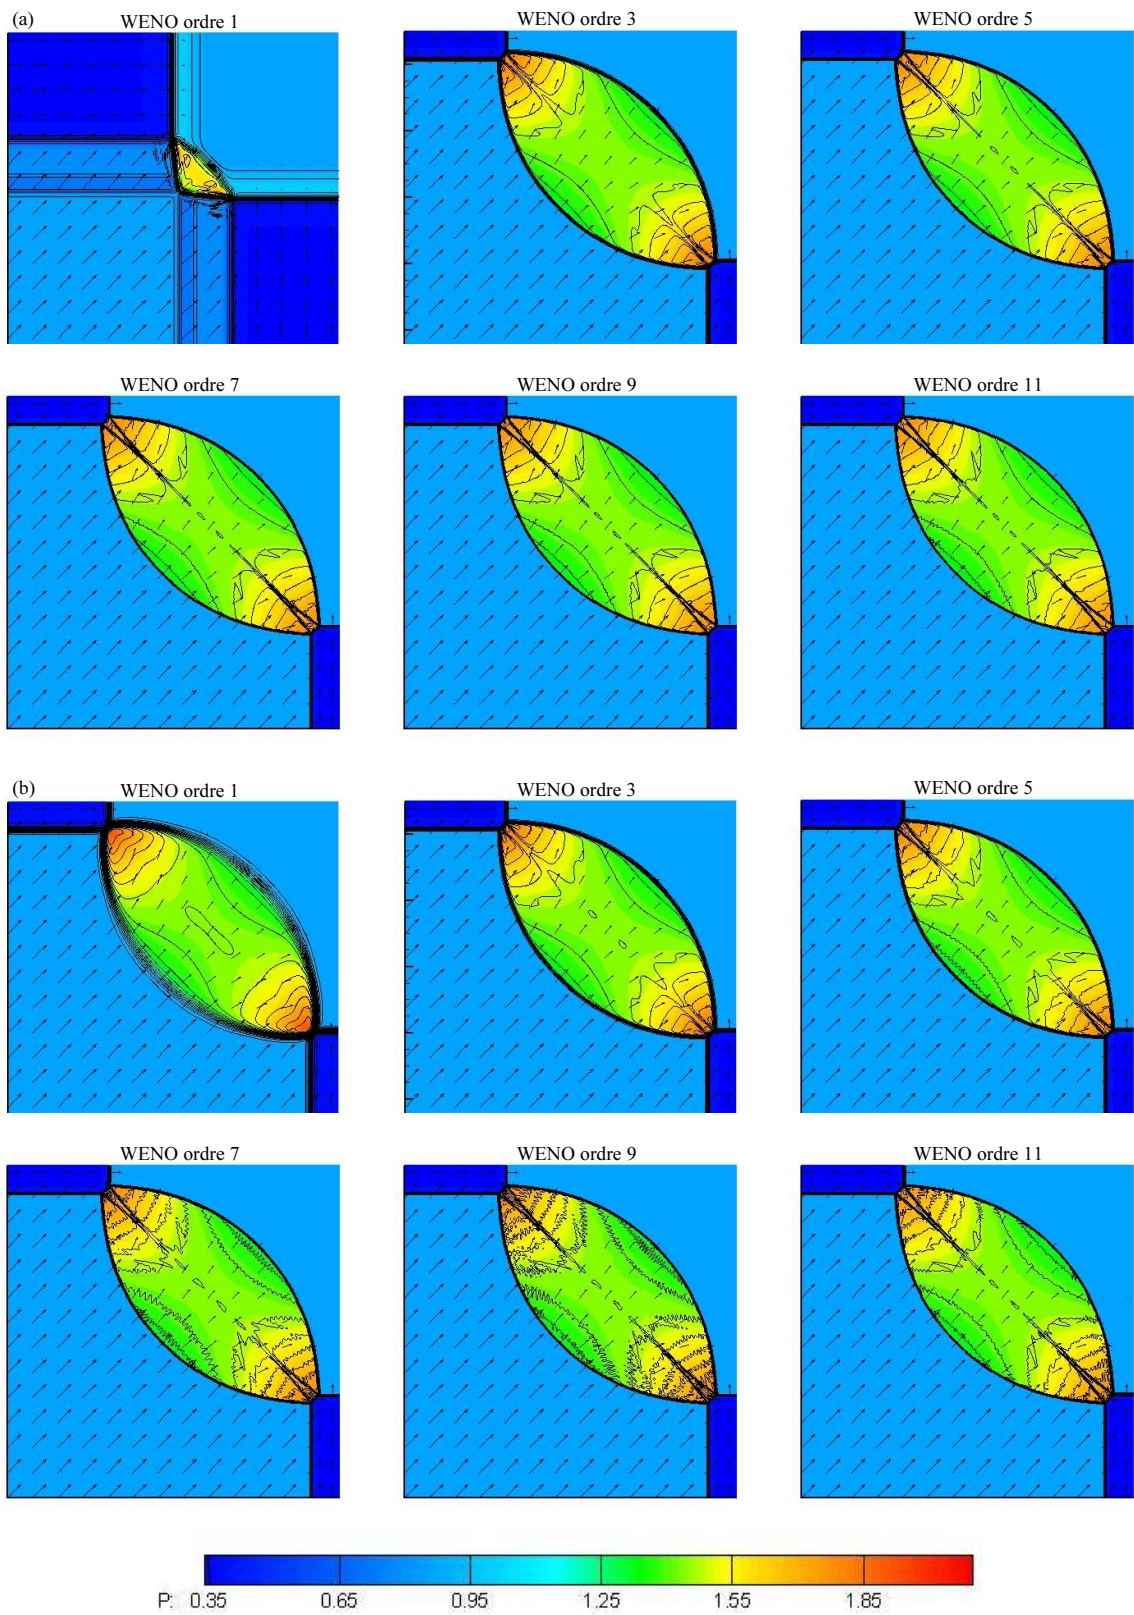 (a)
WENO ordre 1
WENO ordre 3
WENO ordre 5
WENO ordre 7
WENO ordre 9
WENO ordre 11
(b)
WENO ordre 1
WENO ordre 3
WENO ordre 5
WENO ordre 7
WENO ordre 9
WENO ordre 11
P: 0.35 0.65 0.95 1.25 1.55 1.85